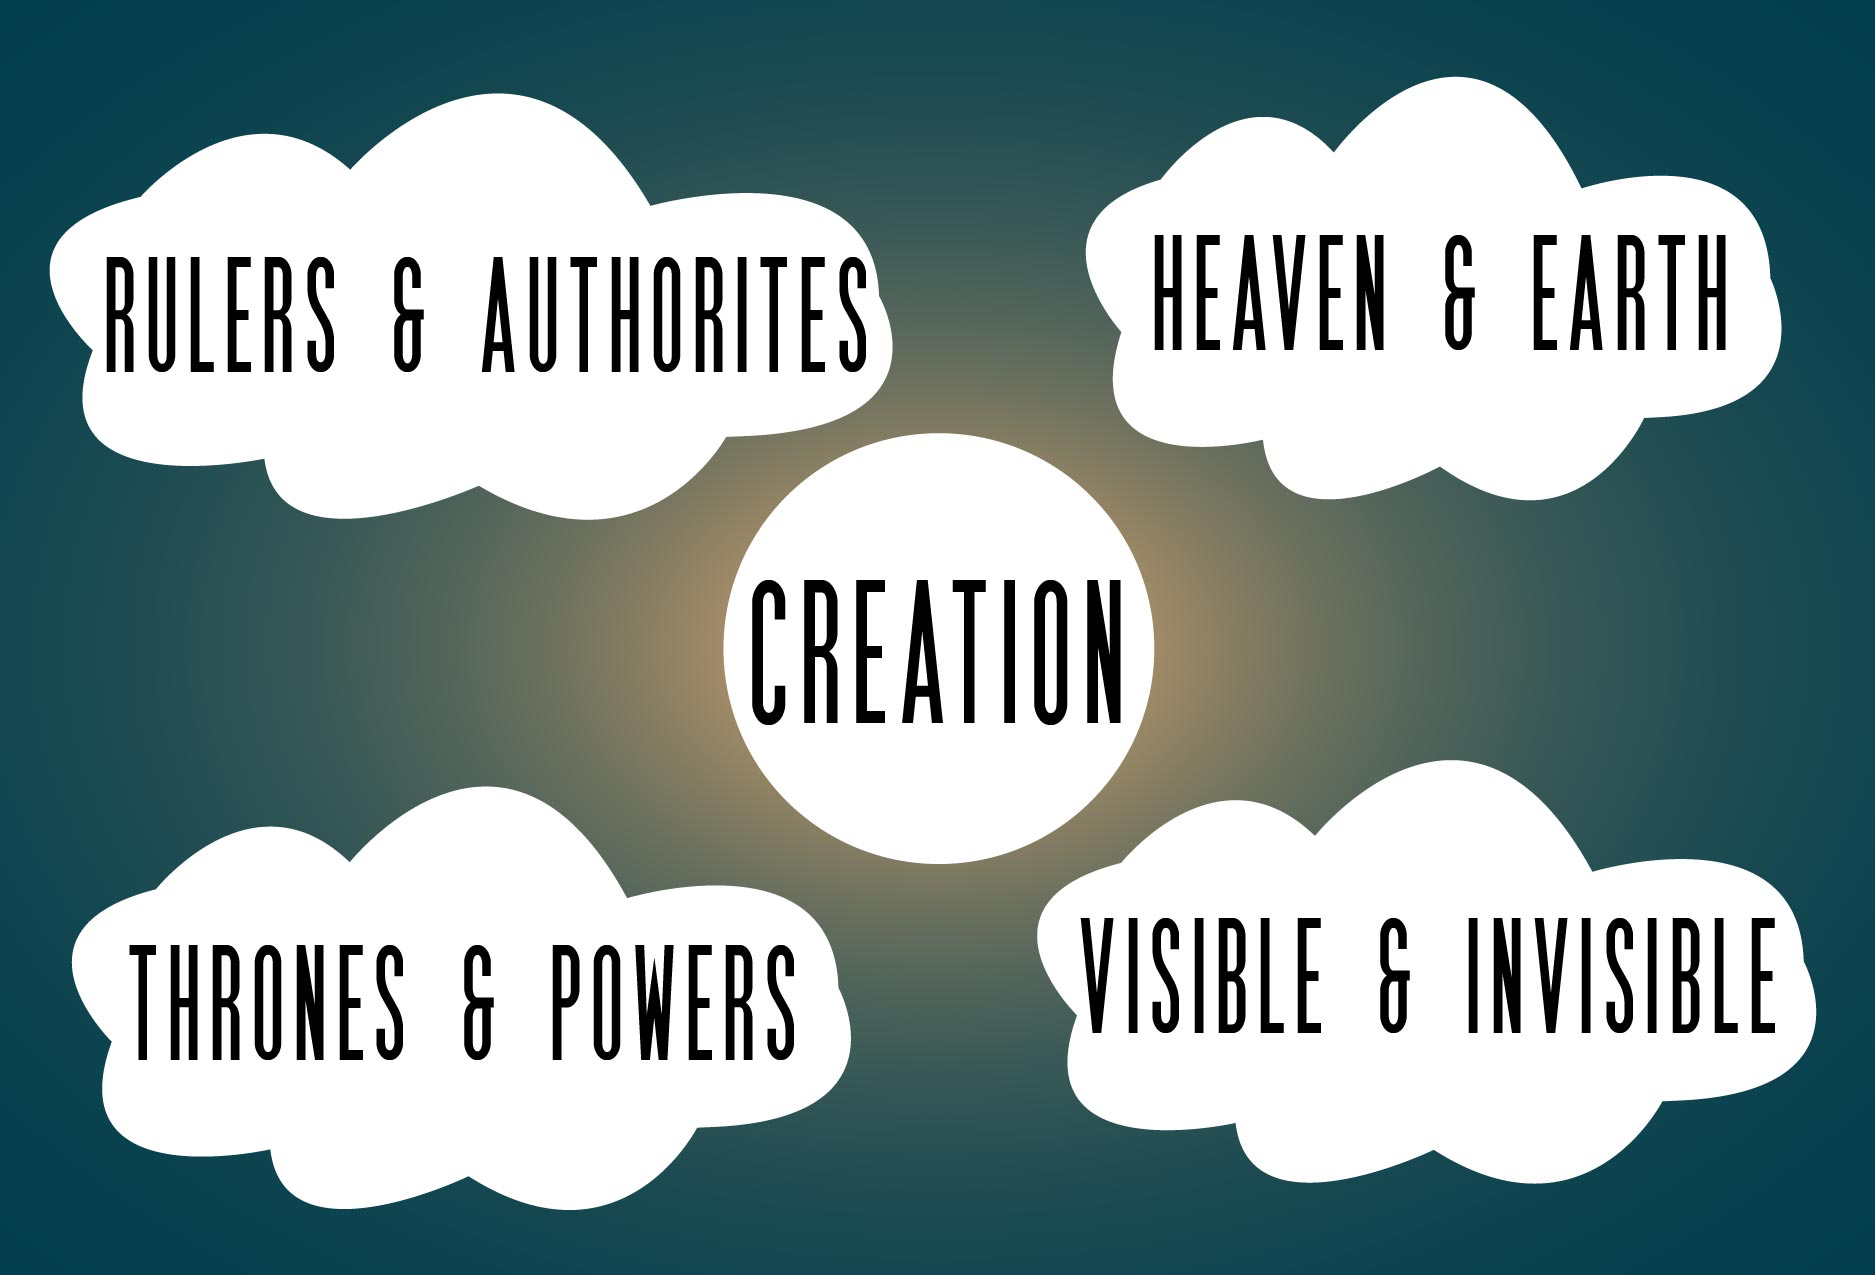 RULERS & AUTHORITES
HEAVEN & EARTH
CREATION
THRONES & POWERS
VISIBLE & INVISIBLE